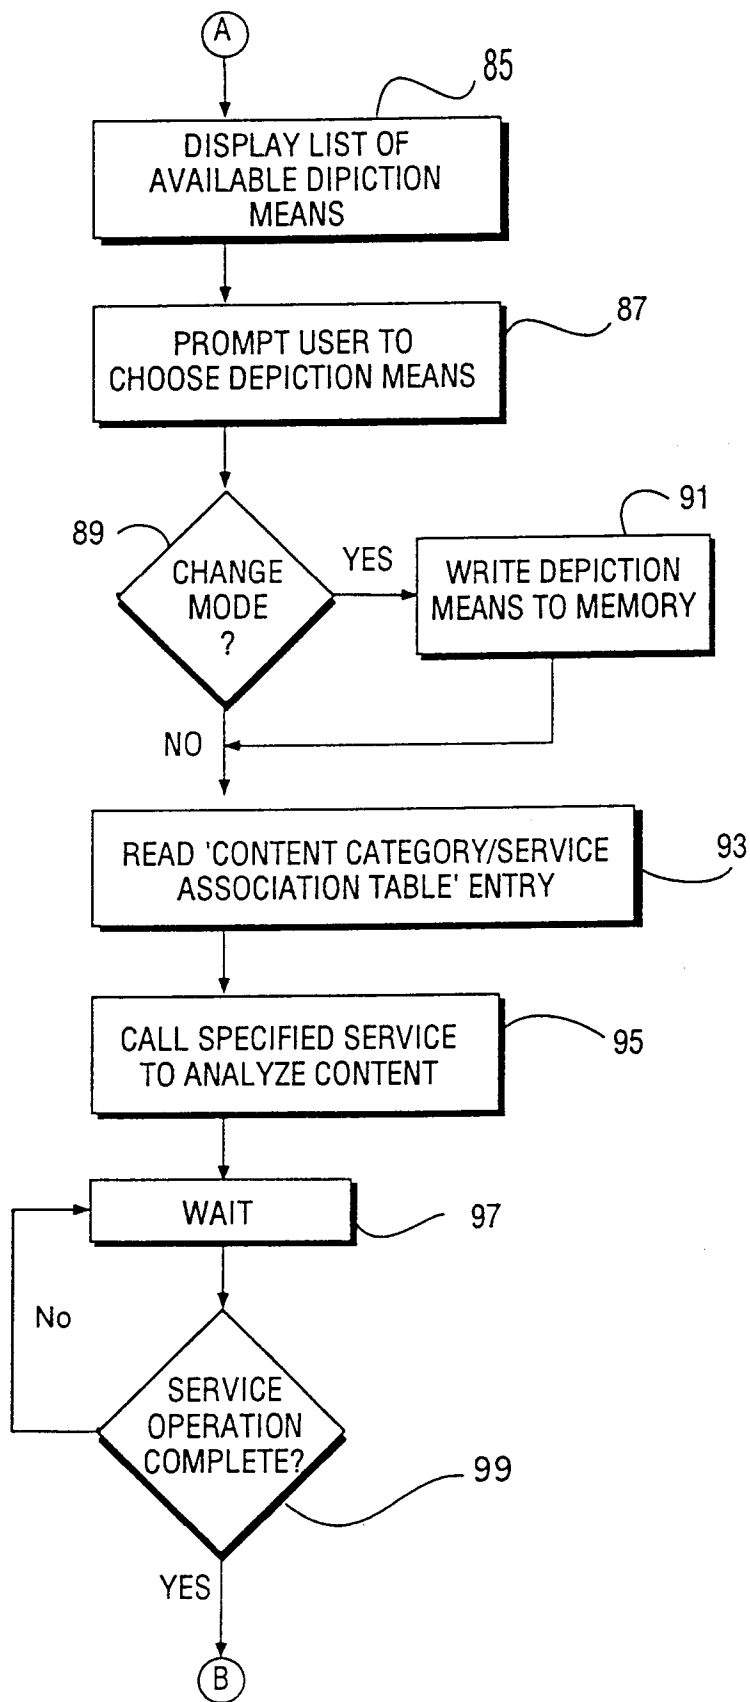 A
85
DISPLAY LIST OF
AVAILABLE DIPICTION
MEANS
87
PROMPT USER TO
CHOOSE DEPICTION MEANS
89
CHANGE
MODE
?
YES
91
WRITE DEPICTION
MEANS TO MEMORY
NO
93
READ 'CONTENT CATEGORY/SERVICE
ASSOCIATION TABLE' ENTRY
95
CALL SPECIFIED SERVICE
TO ANALYZE CONTENT
97
WAIT
No
SERVICE
OPERATION
COMPLETE?
99
YES
B